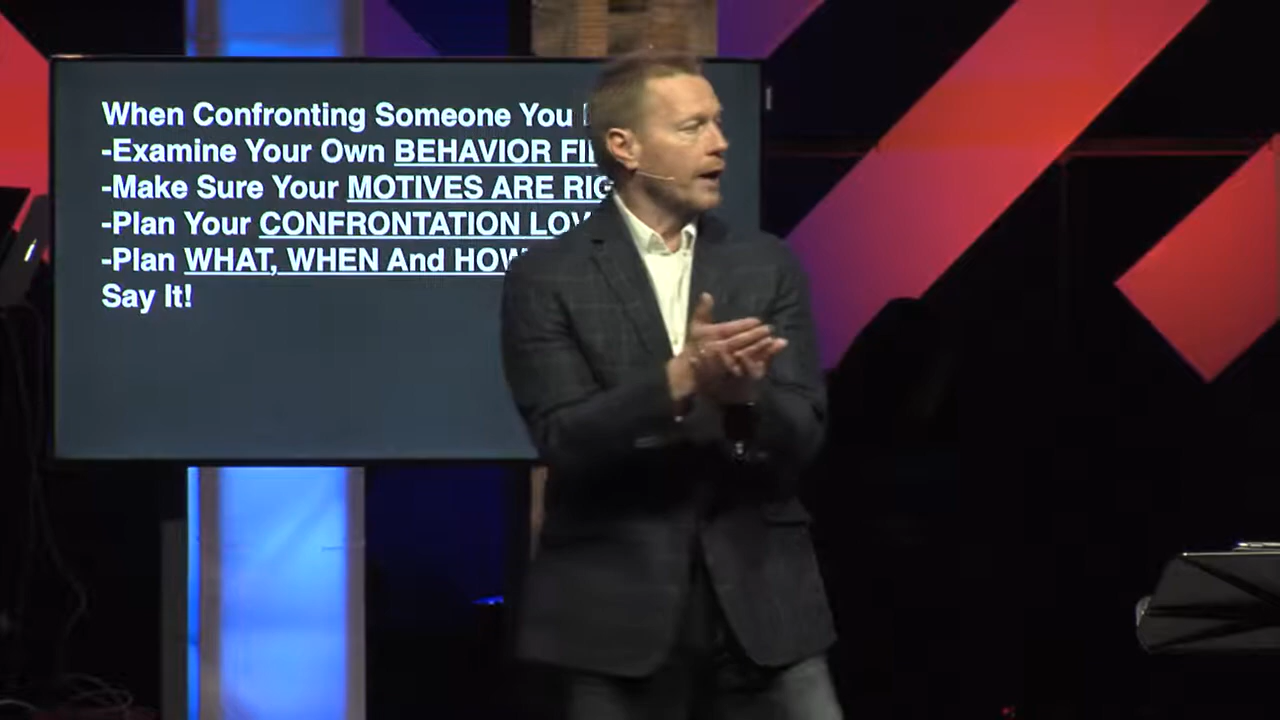 When Confronting Someone You
-Examine Your Own BEHAVIOR
-Make Sure Your MOTIVES ARE
-Plan Your CONFRONTATION
-Plan WHAT, WHEN And HOW
Say It!